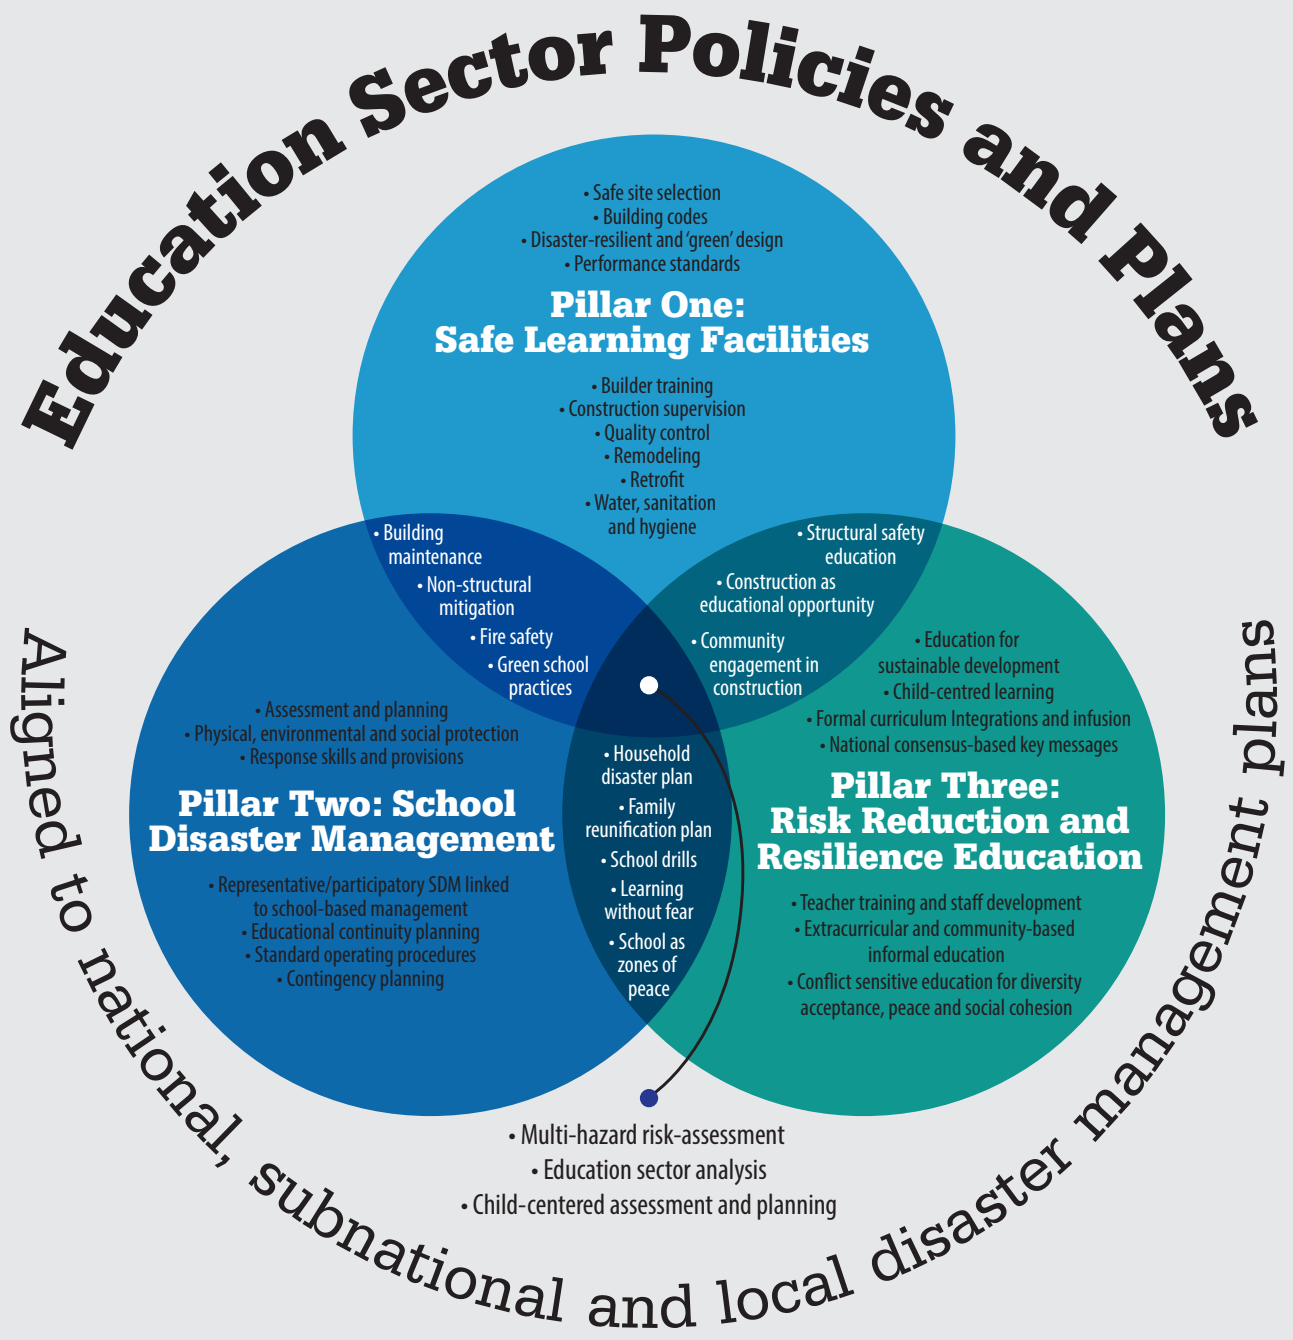 Education Sector Policies and Plans
• Safe site selection
• Building codes
• Disaster-resilient and ‘green’ design
• Performance standards
Pillar One:
Safe Learning Facilities
• Builder training
• Construction supervision
• Quality control
• Remodeling
• Retrofit
• Water, sanitation
and hygiene
• Building
maintenance
• Non-structural
mitigation
• Fire safety
• Green school
practices
• Structural safety
education
• Construction as
educational opportunity
• Community
engagement in
construction
• Assessment and planning
• Physical, environmental and social protection
• Response skills and provisions
Pillar Two: School
Disaster Management
• Representative/participatory SDM linked
to school-based management
• Educational continuity planning
• Standard operating procedures
• Contingency planning
• Household
disaster plan
• Family
reunification plan
• School drills
• Learning
without fear
• School as
zones of
peace
• Education for
sustainable development
• Child-centred learning
• Formal curriculum Integrations and infusion
• National consensus-based key messages
Pillar Three:
Risk Reduction and
Resilience Education
• Teacher training and staff development
• Extracurricular and community-based
informal education
• Conflict sensitive education for diversity
acceptance, peace and social cohesion
• Multi-hazard risk-assessment
• Education sector analysis
• Child-centered assessment and planning
Aligned to national, subnational and local disaster management plans